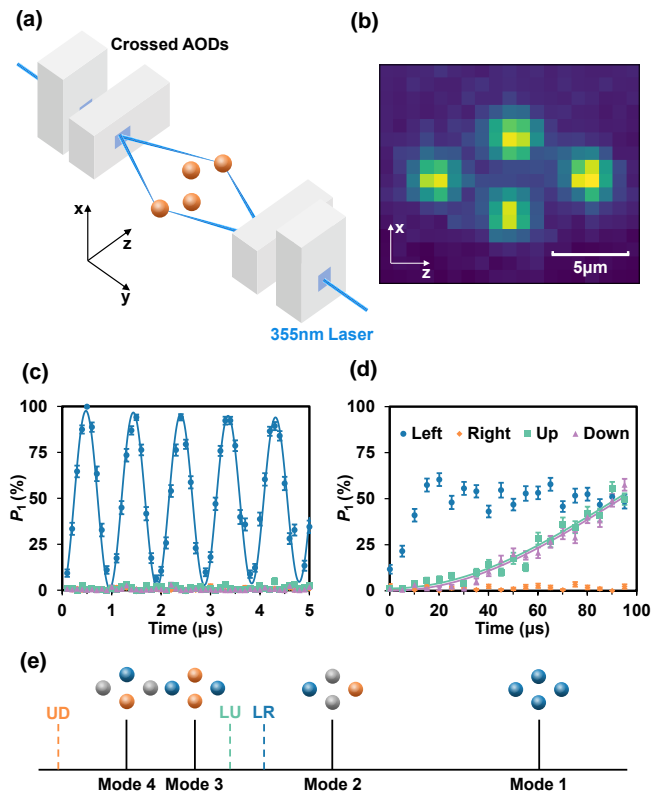 (a)
Crossed AODs
x
z
y
355nm Laser
(b)
x
z
5μm
(c)
100
75
50
25
0
P1 (%)
0 1 2 3 4 5
Time (μs)
(d)
Left Right Up Down
100
75
50
25
0
P1 (%)
0 20 40 60 80 100
Time (μs)
(e)
UD LU LR
Mode 4 Mode 3 Mode 2 Mode 1